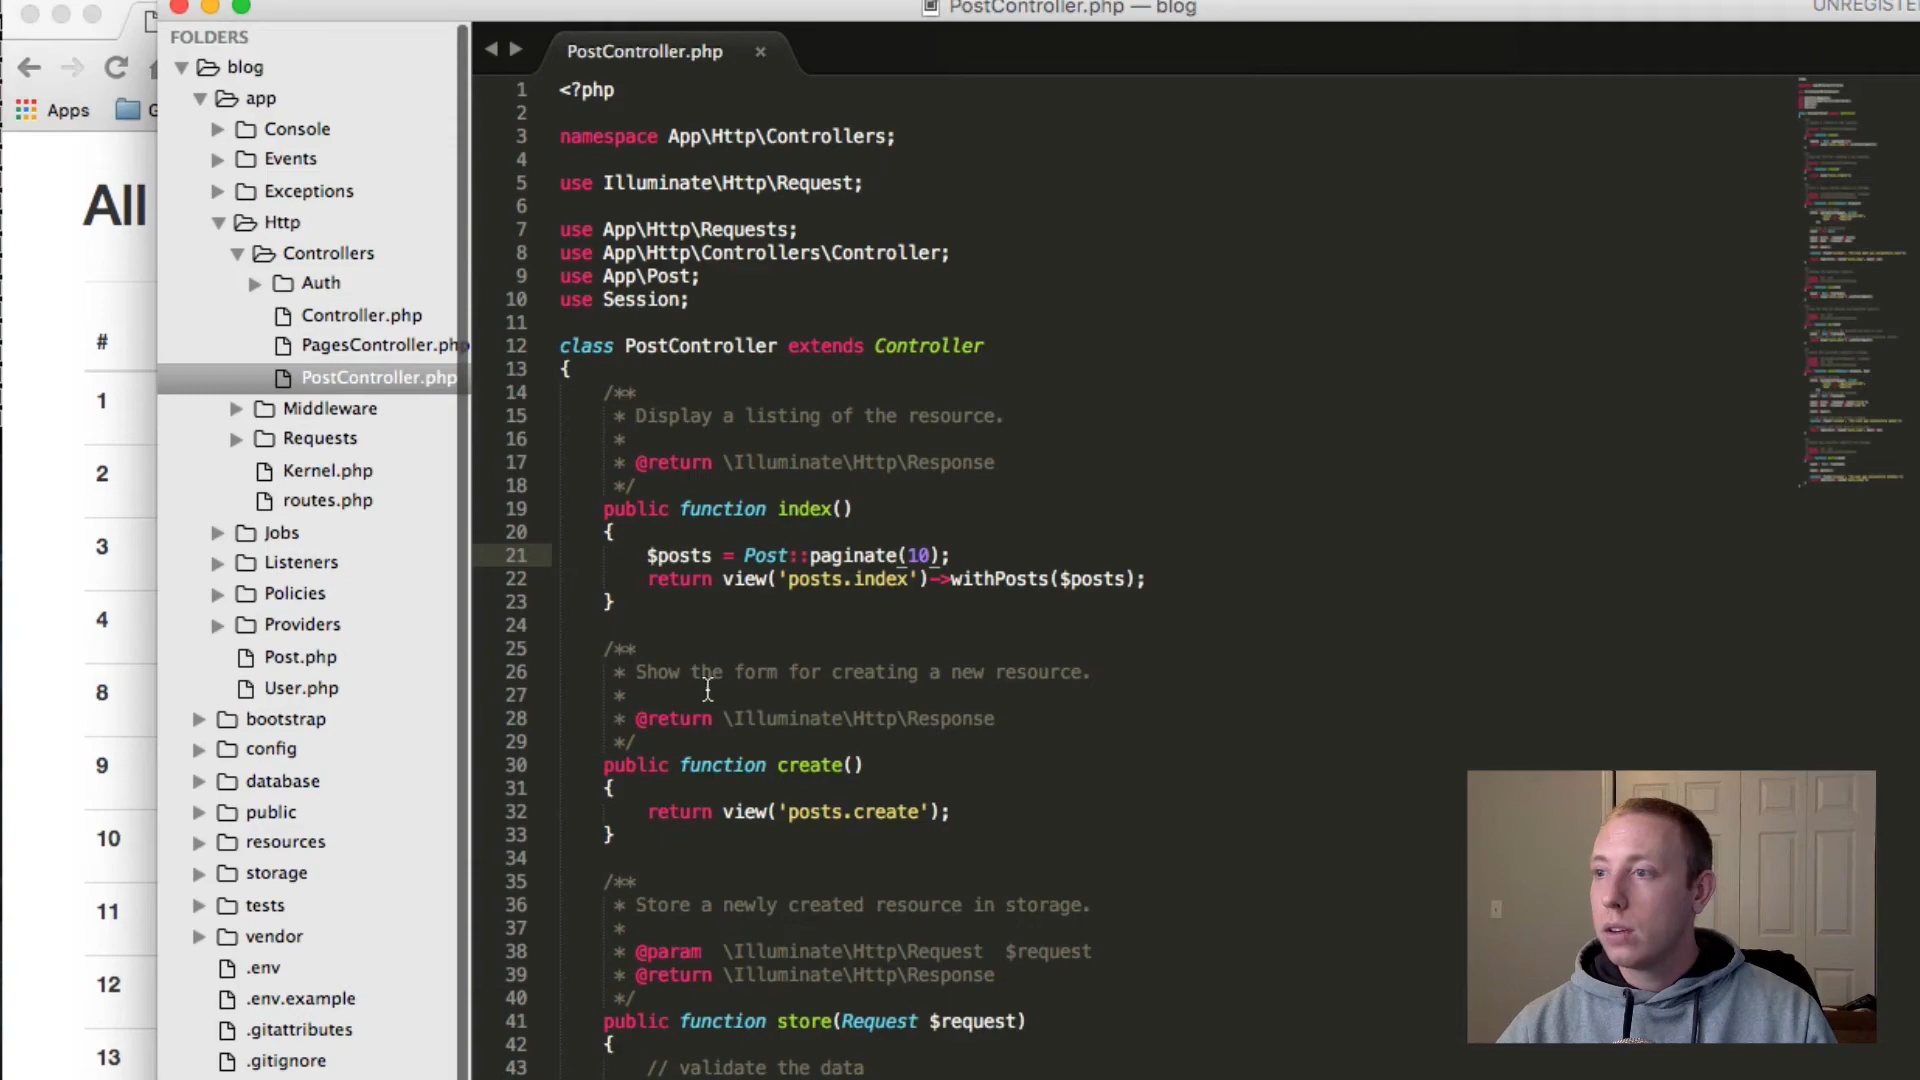 PostController.php — blog
UNREGISTE
FOLDERS
blog
app
Console
Events
Exceptions
Http
Controllers
Auth
Controller.php
PagesController.php
PostController.php
Middleware
Requests
Kernel.php
routes.php
Jobs
Listeners
Policies
Providers
Post.php
User.php
bootstrap
config
database
public
resources
storage
tests
vendor
.env
.env.example
.gitattributes
.gitignore
Apps
All
#
1
2
3
4
8
9
10
11
12
13
PostController.php ×
1 <?php
2
3 namespace App\Http\Controllers;
4
5 use Illuminate\Http\Request;
6
7 use App\Http\Requests;
8 use App\Http\Controllers\Controller;
9 use App\Post;
10 use Session;
11
12 class PostController extends Controller
13 {
14 /**
15 * Display a listing of the resource.
16 *
17 * @return \Illuminate\Http\Response
18 */
19 public function index()
20 {
21 $posts = Post::paginate(10);
22 return view('posts.index')->withPosts($posts);
23 }
24
25 /**
26 * Show the form for creating a new resource.
27 *
28 * @return \Illuminate\Http\Response
29 */
30 public function create()
31 {
32 return view('posts.create');
33 }
34
35 /**
36 * Store a newly created resource in storage.
37 *
38 * @param \Illuminate\Http\Request $request
39 * @return \Illuminate\Http\Response
40 */
41 public function store(Request $request)
42 {
43 // validate the data